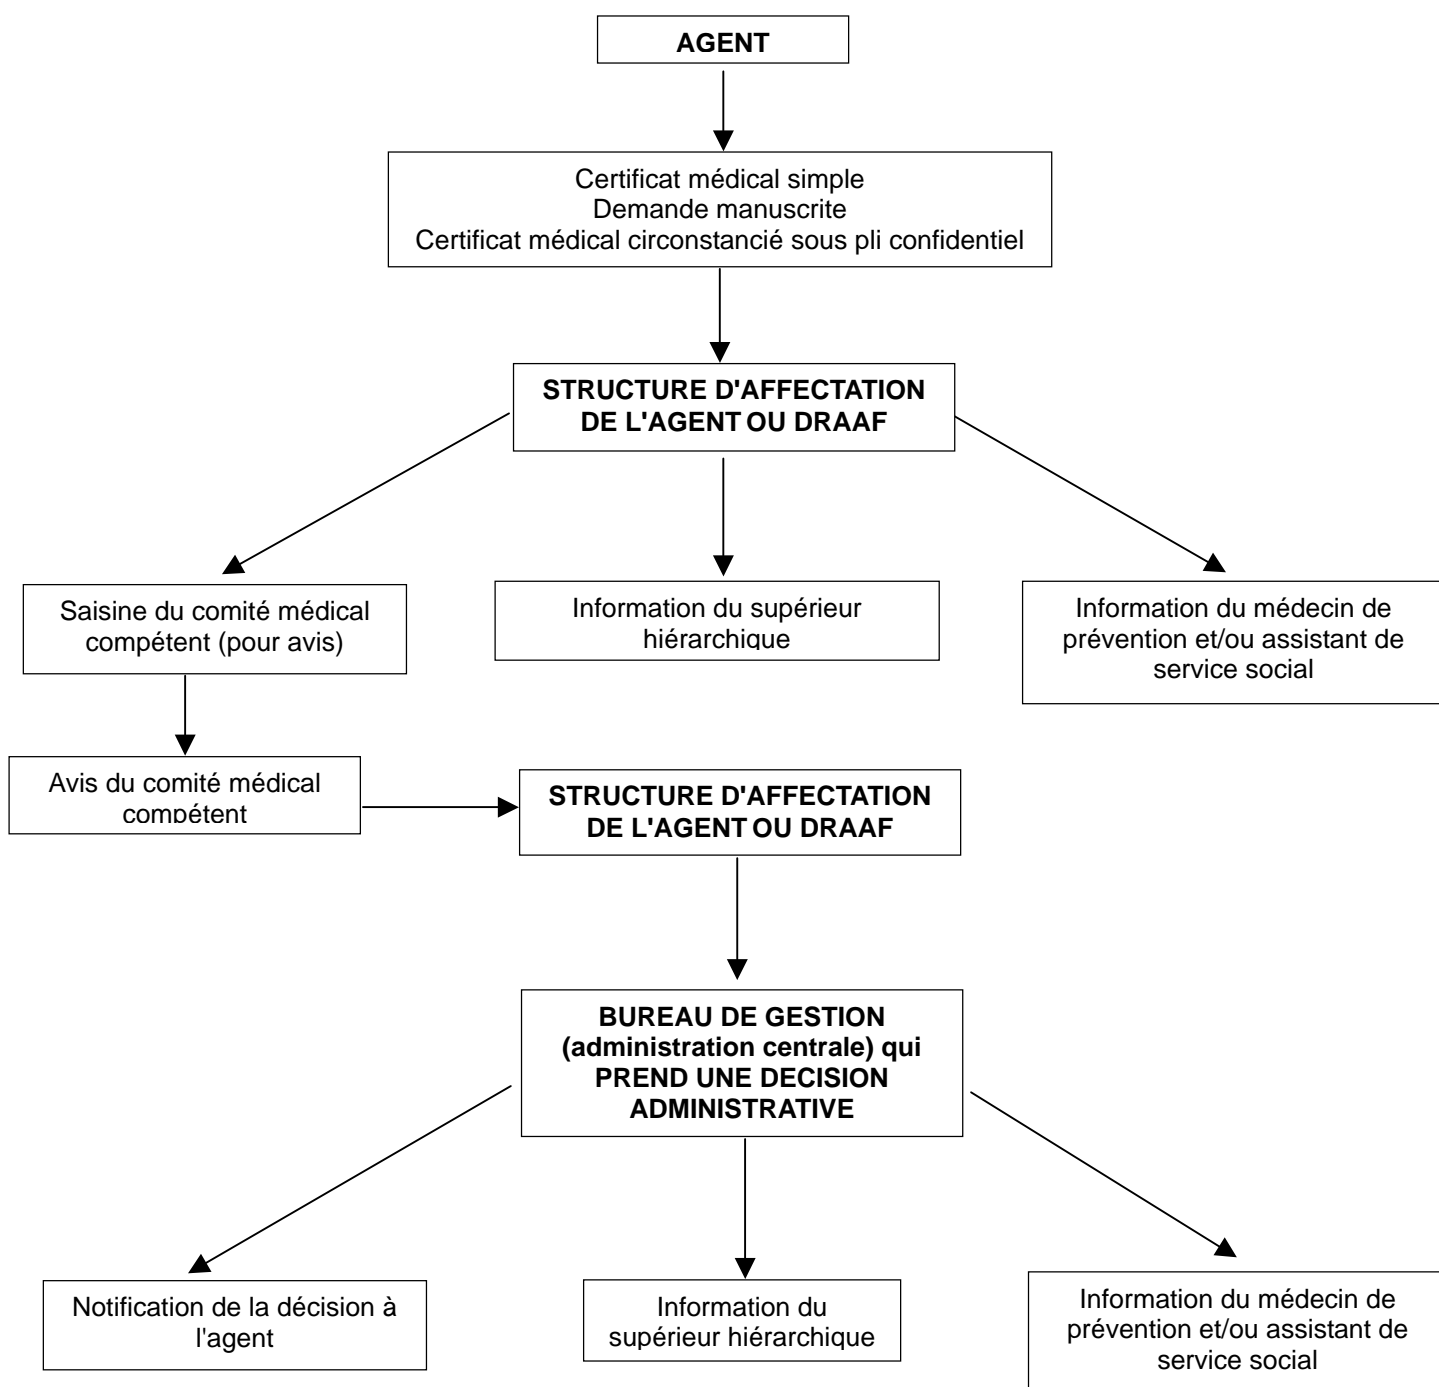 AGENT
Certificat médical simple
Demande manuscrite
Certificat médical circonstancié sous pli confidentiel
STRUCTURE D'AFFECTATION
DE L'AGENT OU DRAAF
Saisine du comité médical
compétent (pour avis)
Information du supérieur
hiérarchique
Information du médecin de
prévention et/ou assistant de
service social
Avis du comité médical
compétent
STRUCTURE D'AFFECTATION
DE L'AGENT OU DRAAF
BUREAU DE GESTION
(administration centrale) qui
PREND UNE DECISION
ADMINISTRATIVE
Notification de la décision à
l'agent
Information du
supérieur hiérarchique
Information du médecin de
prévention et/ou assistant de
service social